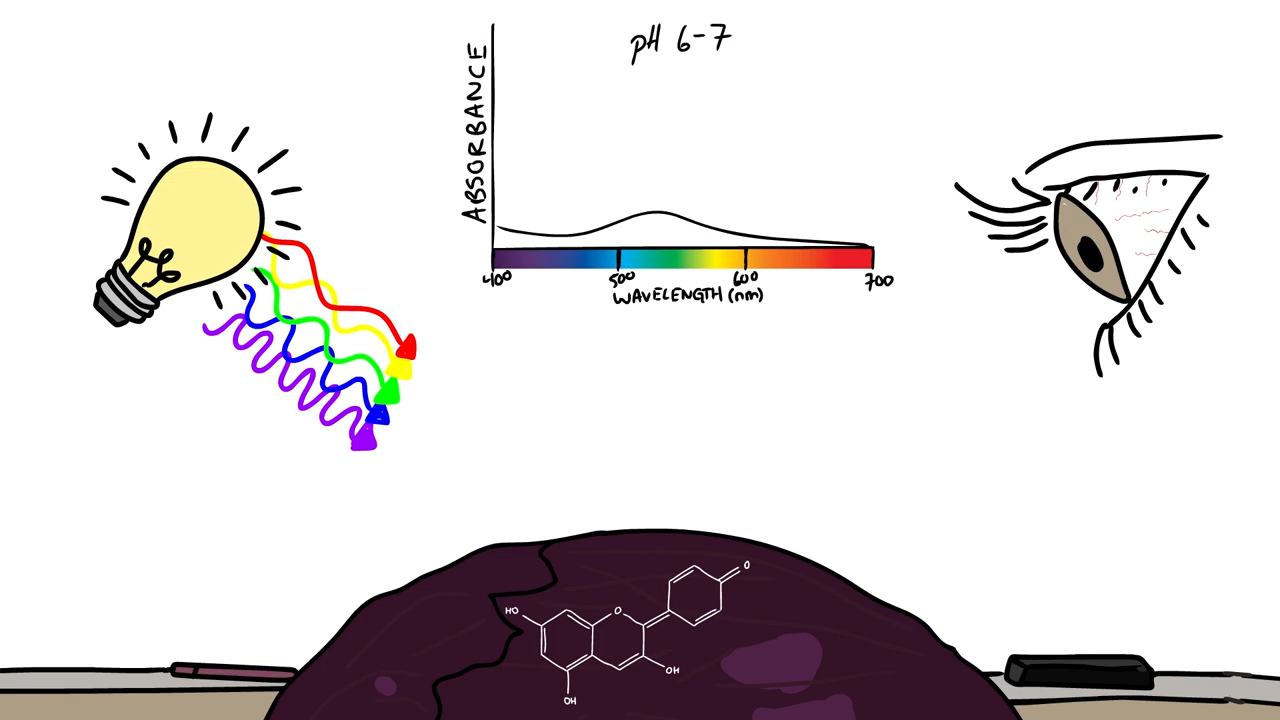 pH 6-7
ABSORBANCE
400 500 600 700
WAVELENGTH (nm)
O
HO O
OH
OH